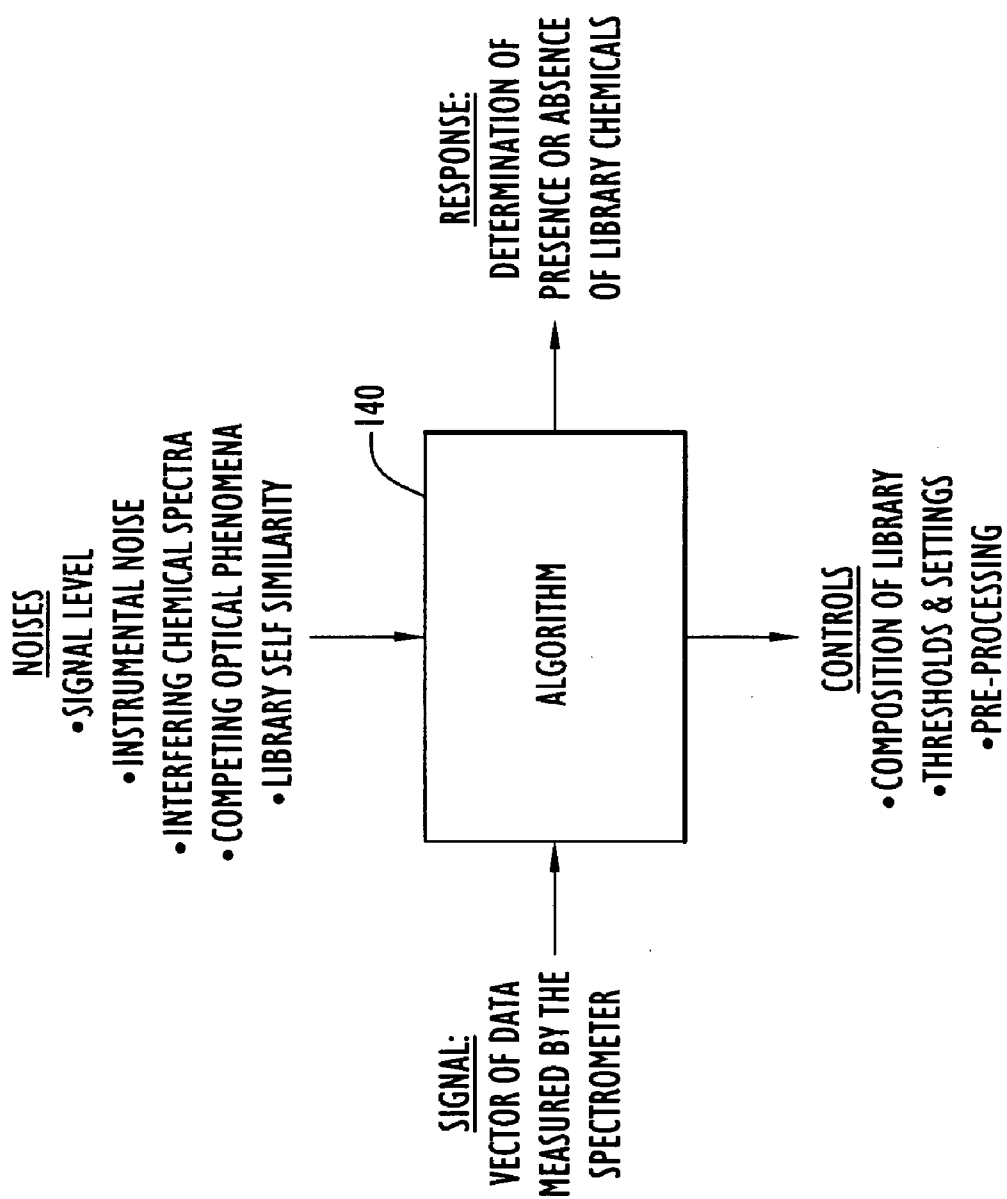 NOISES
•SIGNAL LEVEL
•INSTRUMENTAL NOISE
•INTERFERING CHEMICAL SPECTRA
•COMPETING OPTICAL PHENOMENA
•LIBRARY SELF SIMILARITY
140
SIGNAL:
VECTOR OF DATA
MEASURED BY THE
SPECTROMETER
ALGORITHM
RESPONSE:
DETERMINATION OF
PRESENCE OR ABSENCE
OF LIBRARY CHEMICALS
CONTROLS
•COMPOSITION OF LIBRARY
•THRESHOLDS & SETTINGS
•PRE-PROCESSING